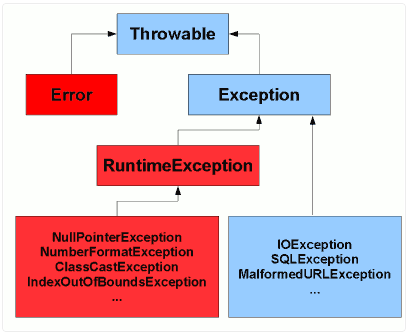 Throwable
Error
Exception
RuntimeException
NullPointerException
NumberFormatException
ClassCastException
IndexOutOfBoundsException
...
IOException
SQLException
MalformedURLException
...